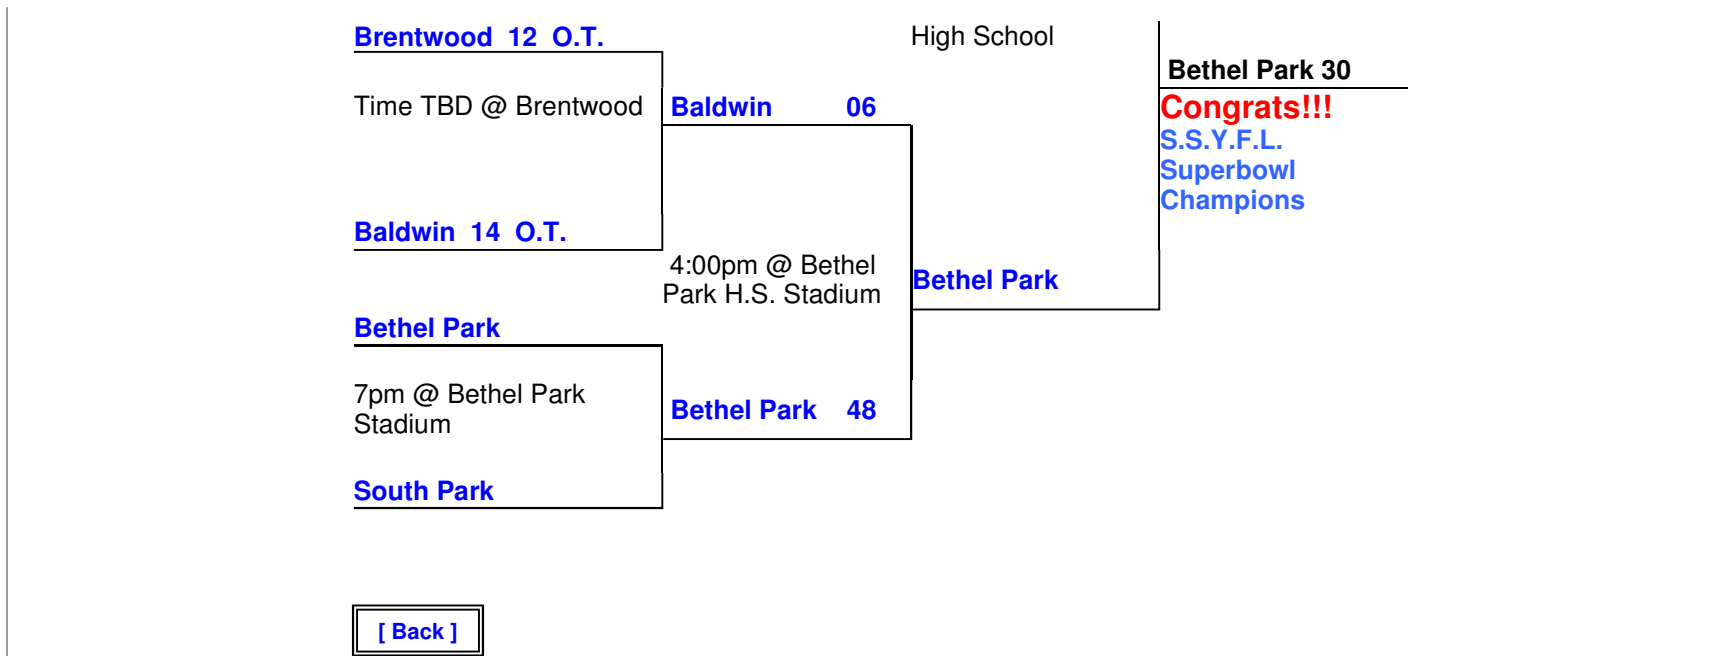 Brentwood 12 O.T.
High School
Bethel Park 30
Time TBD @ Brentwood
Baldwin 06
Congrats!!!
S.S.Y.F.L.
Superbowl
Champions
Baldwin 14 O.T.
4:00pm @ Bethel
Park H.S. Stadium
Bethel Park
Bethel Park
7pm @ Bethel Park
Stadium
Bethel Park 48
South Park
[ Back ]